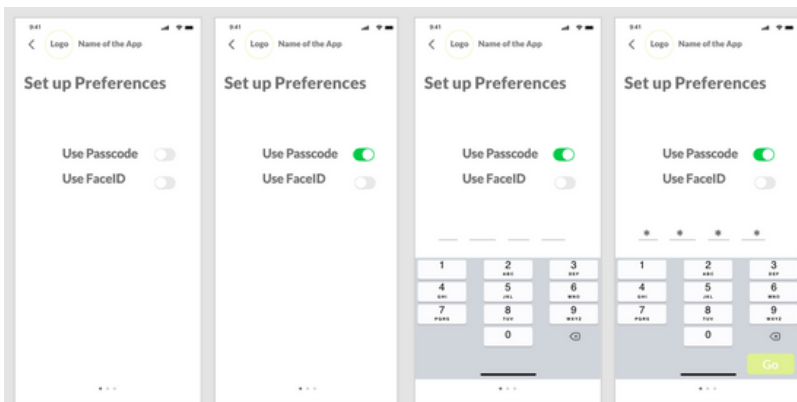 9:41
Logo Name of the App
Set up Preferences
Use Passcode
Use FaceID
9:41
Logo Name of the App
Set up Preferences
Use Passcode
Use FaceID
9:41
Logo Name of the App
Set up Preferences
Use Passcode
Use FaceID
1 2 3
ABC DEF
4 5 6
GHI JKL MNO
7 8 9
PQRS TUV WXYZ
0
9:41
Logo Name of the App
Set up Preferences
Use Passcode
Use FaceID
* * * *
1 2 3
ABC DEF
4 5 6
GHI JKL MNO
7 8 9
PQRS TUV WXYZ
0
Go